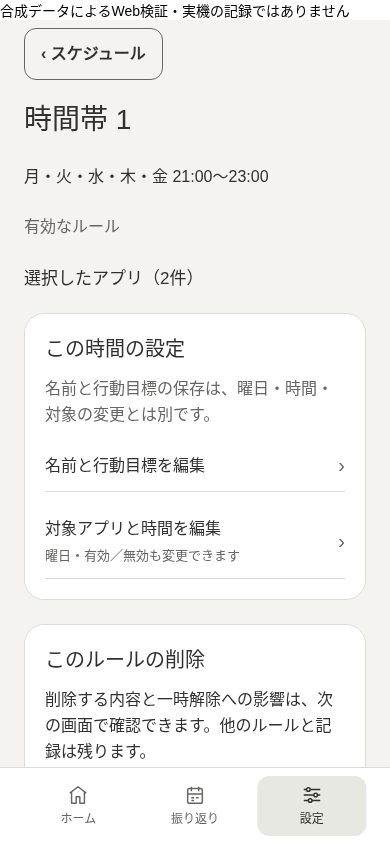 合成データによるWeb検証・実機の記録ではありません
‹ スケジュール
時間帯 1
月・火・水・木・金 21:00〜23:00
有効なルール
選択したアプリ（2件）
この時間の設定
名前と行動目標の保存は、曜日・時間・
対象の変更とは別です。
名前と行動目標を編集 ›
対象アプリと時間を編集 ›
曜日・有効／無効も変更できます
このルールの削除
削除する内容と一時解除への影響は、次
の画面で確認できます。他のルールと記
録は残ります。
ホーム 振り返り 設定